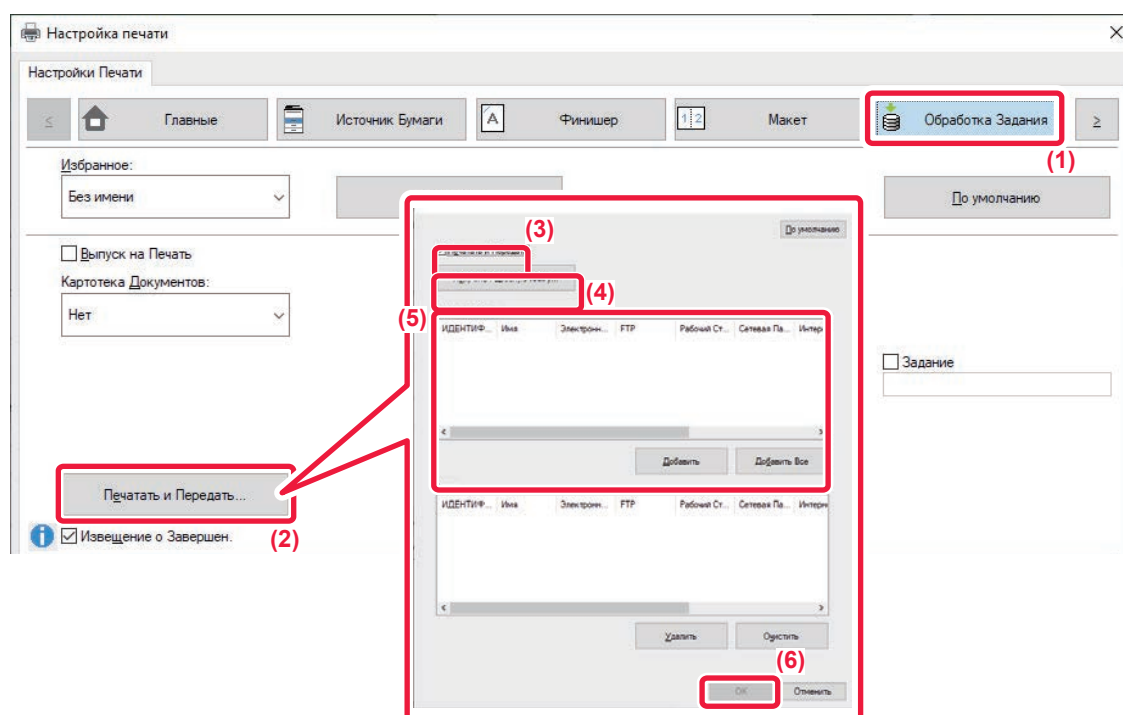 Настройка печати
Настройки Печати
≤ Главные Источник Бумаги A Финишер 1 2 Макет Обработка Задания ≥
(1)
Избранное:
Без имени
По умолчанию
(3)
По умолчанию
Выпуск на Печать
Картотека Документов:
(4)
Нет
(5)
ИДЕНТИФ... Имя Электронн... FTP Рабочий Ст... Сетевая Па... Интер
Задание
Добавить Добавить Все
Печатать и Передать...
ИДЕНТИФ... Имя Электронн... FTP Рабочий Ст... Сетевая Па... Интерн
(2)
Извещение о Завершен.
Удалить Очистить
(6)
OK Отменить